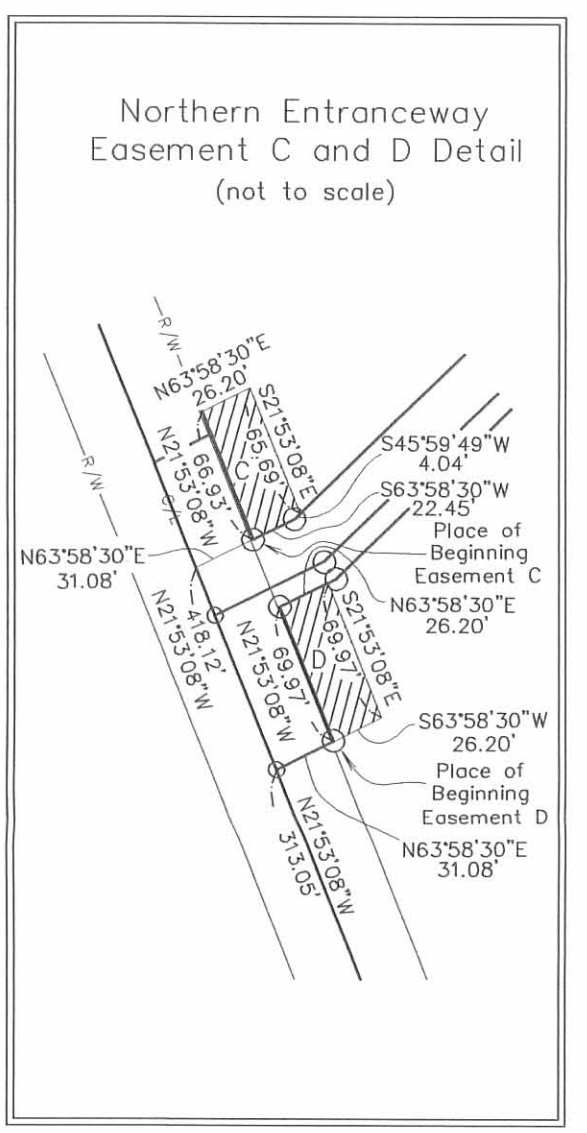 Northern Entranceway
Easement C and D Detail
(not to scale)
R/W
N63°58'30"E
26.20'
S21°53'08"E
65.69'
N21°53'08"W
66.93'
C
C/L
R/W
S45°59'49"W
4.04'
S63°58'30"W
22.45'
Place of
Beginning
Easement C
N63°58'30"E
31.08'
N63°58'30"E
26.20'
418.12'
N21°53'08"W
N21°53'08"W
69.97'
D
69.97'
S21°53'08"E
S63°58'30"W
26.20'
Place of
Beginning
Easement D
N63°58'30"E
31.08'
N21°53'08"W
313.05'